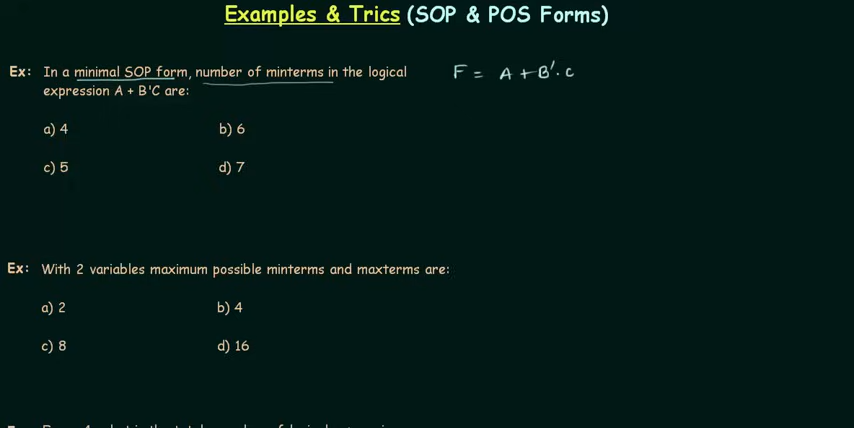 Examples & Trics (SOP & POS Forms)
Ex: In a minimal SOP form, number of minterms in the logical F = A + B'. C
expression A + B'C are:
a) 4 b) 6
c) 5 d) 7
Ex: With 2 variables maximum possible minterms and maxterms are:
a) 2 b) 4
c) 8 d) 16